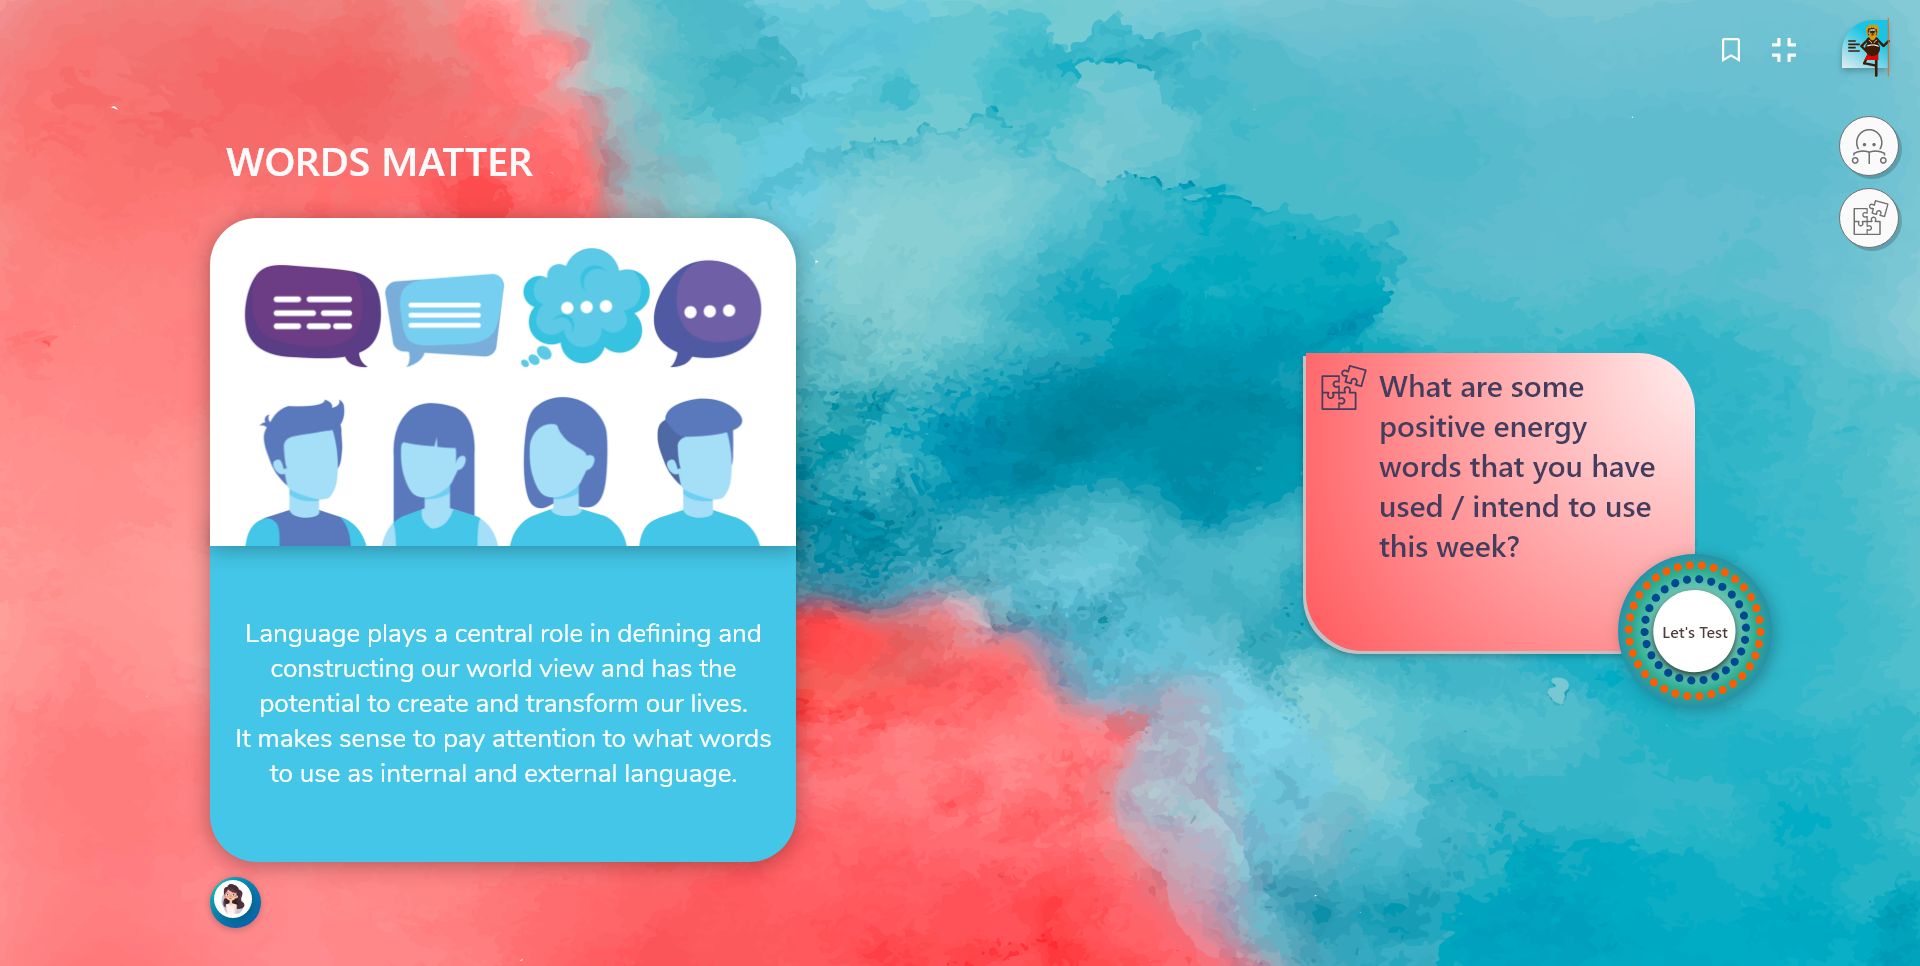 WORDS MATTER
Language plays a central role in defining and
constructing our world view and has the
potential to create and transform our lives.
It makes sense to pay attention to what words
to use as internal and external language.
What are some
positive energy
words that you have
used / intend to use
this week?
Let's Test